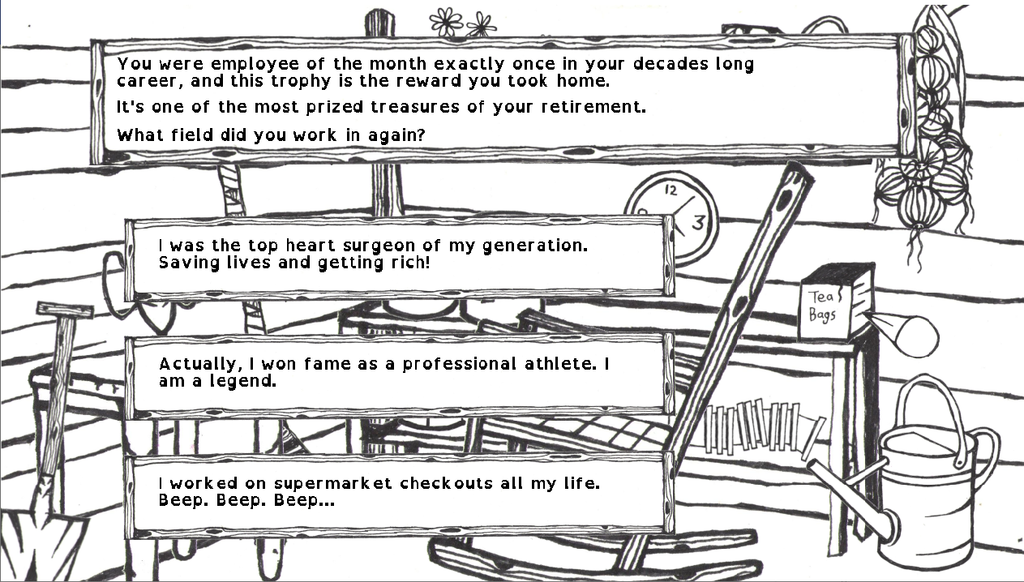 You were employee of the month exactly once in your decades long
career, and this trophy is the reward you took home.
It's one of the most prized treasures of your retirement.
What field did you work in again?
12
3
I was the top heart surgeon of my generation.
Saving lives and getting rich!
Tea
Bags
Actually, I won fame as a professional athlete. I
am a legend.
I worked on supermarket checkouts all my life.
Beep. Beep. Beep...